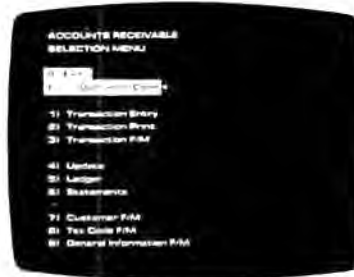 ACCOUNTS RECEIVABLE
SELECTION MENU
1) Transaction Entry
2) Transaction Print
3) Transaction F/M
4) Update
5) Ledger
6) Statements
7) Customer F/M
8) Tax Code F/M
9) General Information F/M